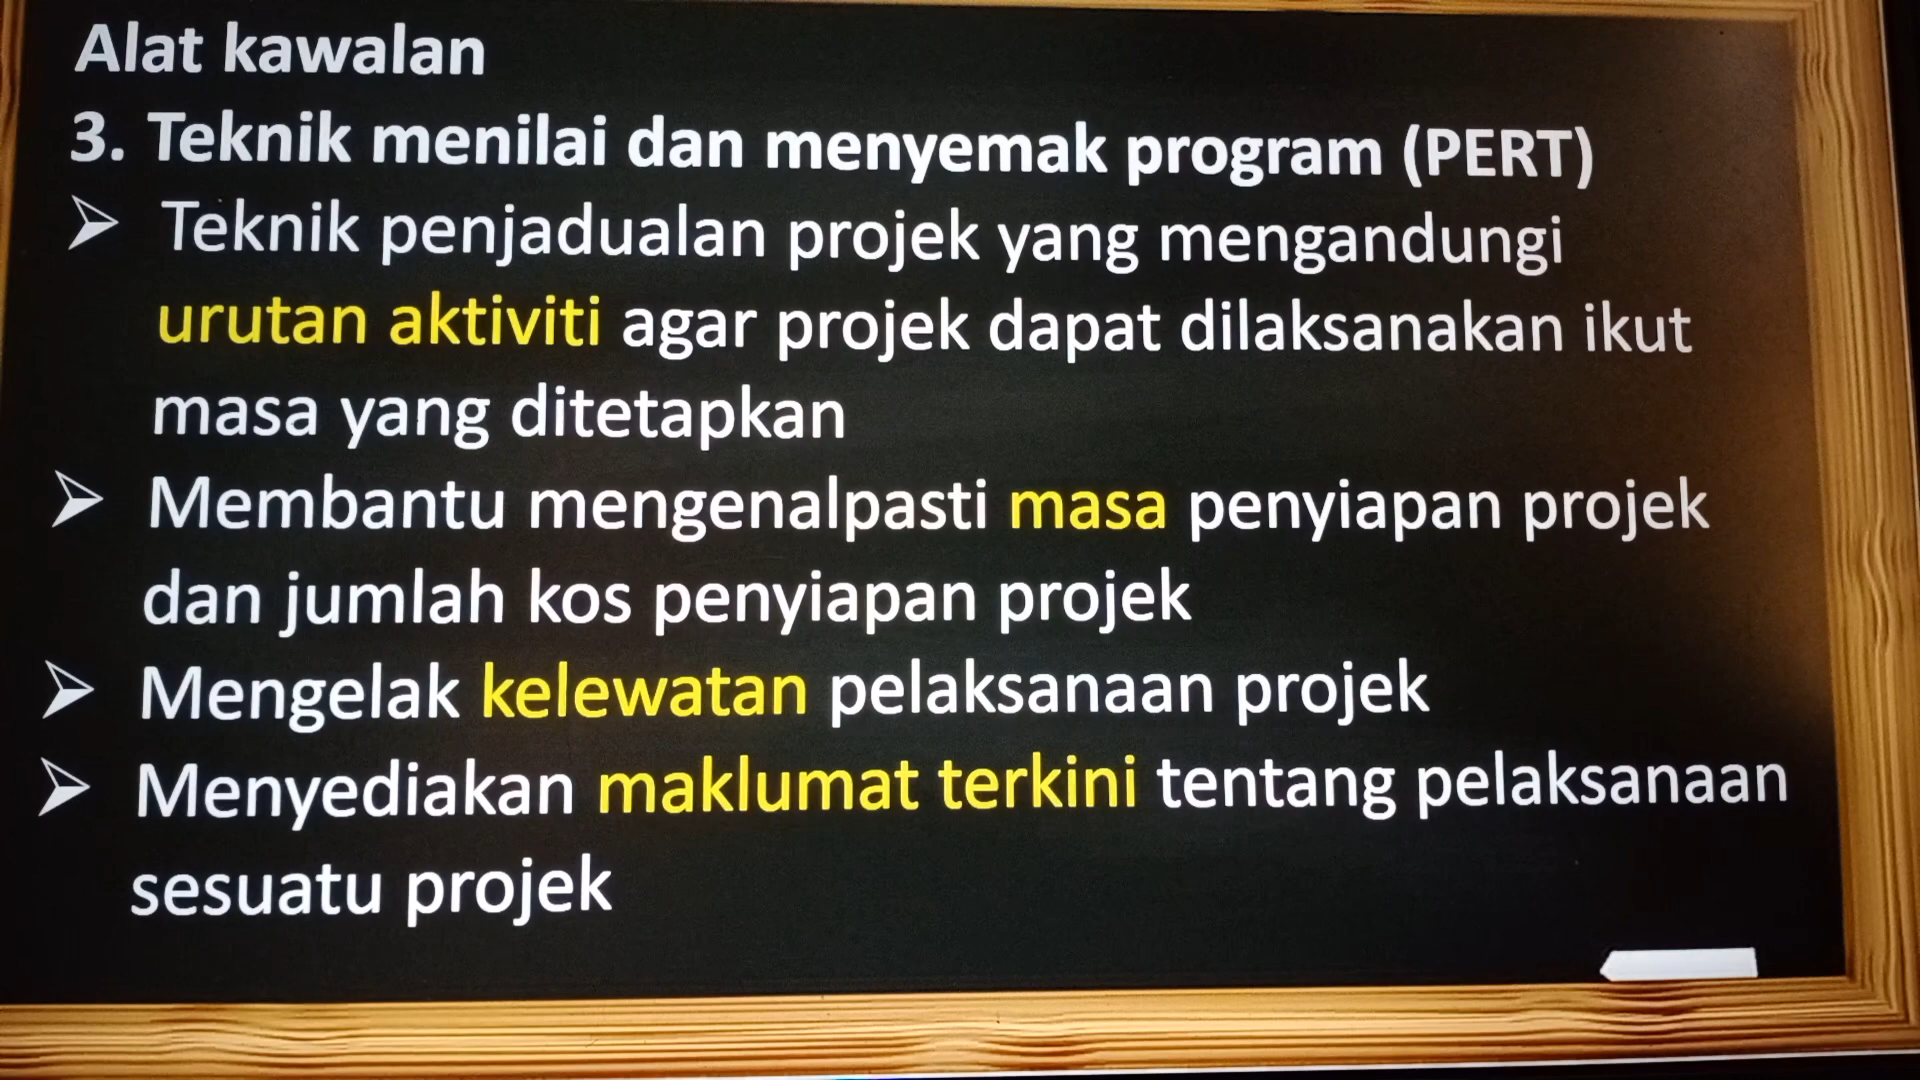 Alat kawalan
3. Teknik menilai dan menyemak program (PERT)
➢ Teknik penjadualan projek yang mengandungi
urutan aktiviti agar projek dapat dilaksanakan ikut
masa yang ditetapkan
➢ Membantu mengenalpasti masa penyiapan projek
dan jumlah kos penyiapan projek
➢ Mengelak kelewatan pelaksanaan projek
➢ Menyediakan maklumat terkini tentang pelaksanaan
sesuatu projek